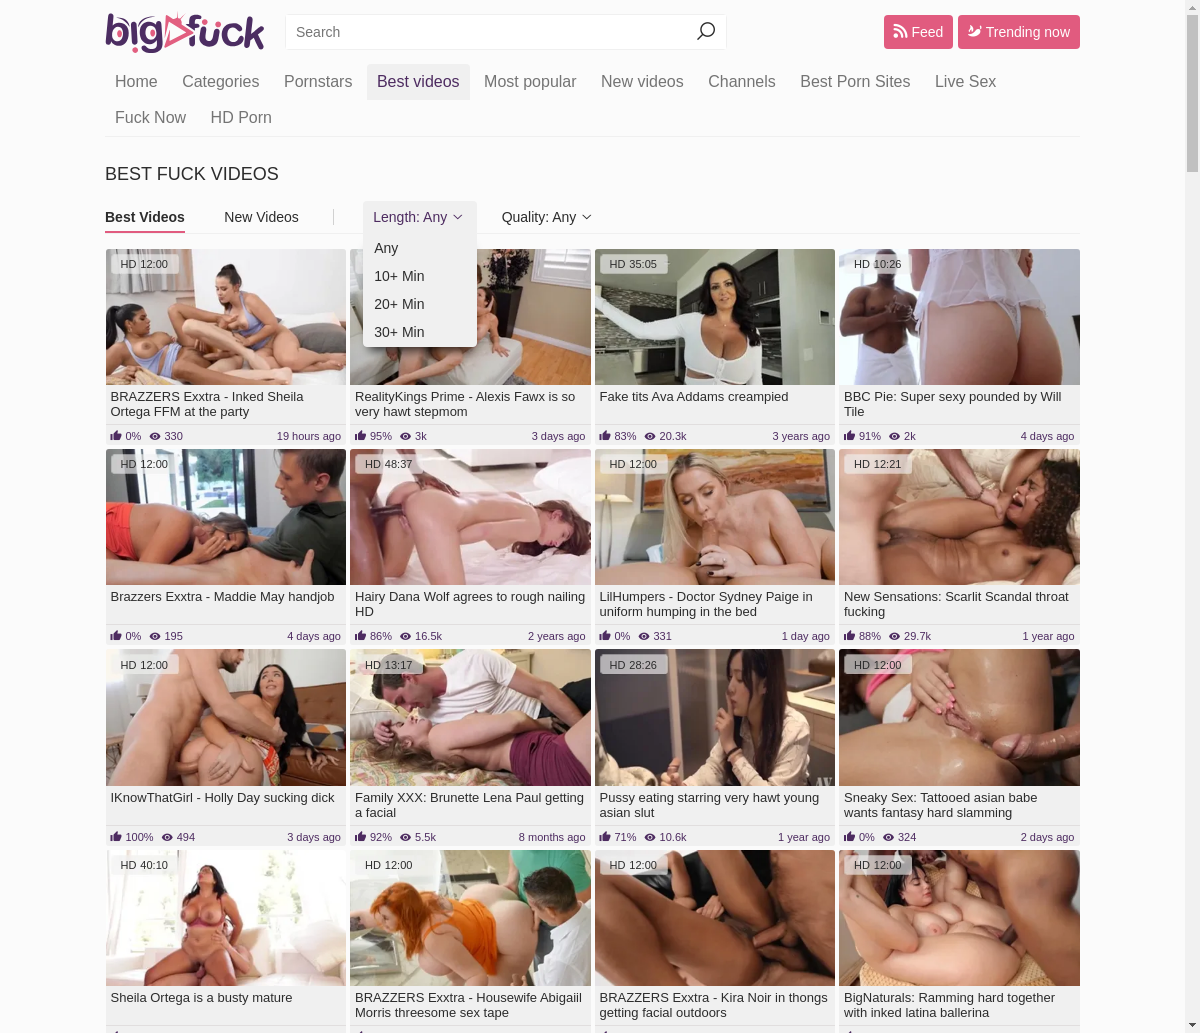 big fuck
Search
Feed
Trending now
Home Categories Pornstars Best videos Most popular New videos Channels Best Porn Sites Live Sex
Fuck Now HD Porn
BEST FUCK VIDEOS
Best Videos New Videos Length: Any Quality: Any
Any
10+ Min
20+ Min
30+ Min
HD 12:00
HD 35:05
HD 10:26
BRAZZERS Exxtra - Inked Sheila
Ortega FFM at the party
0% 330 19 hours ago
RealityKings Prime - Alexis Fawx is so
very hawt stepmom
95% 3k 3 days ago
Fake tits Ava Addams creampied
83% 20.3k 3 years ago
BBC Pie: Super sexy pounded by Will
Tile
91% 2k 4 days ago
HD 12:00
HD 48:37
HD 12:00
HD 12:21
Brazzers Exxtra - Maddie May handjob
0% 195 4 days ago
Hairy Dana Wolf agrees to rough nailing
HD
86% 16.5k 2 years ago
LilHumpers - Doctor Sydney Paige in
uniform humping in the bed
0% 331 1 day ago
New Sensations: Scarlit Scandal throat
fucking
88% 29.7k 1 year ago
HD 12:00
HD 13:17
HD 28:26
HD 12:00
AV
IKnowThatGirl - Holly Day sucking dick
100% 494 3 days ago
Family XXX: Brunette Lena Paul getting
a facial
92% 5.5k 8 months ago
Pussy eating starring very hawt young
asian slut
71% 10.6k 1 year ago
Sneaky Sex: Tattooed asian babe
wants fantasy hard slamming
0% 324 2 days ago
HD 40:10
HD 12:00
HD 12:00
HD 12:00
Sheila Ortega is a busty mature
BRAZZERS Exxtra - Housewife Abigaiil
Morris threesome sex tape
BRAZZERS Exxtra - Kira Noir in thongs
getting facial outdoors
BigNaturals: Ramming hard together
with inked latina ballerina